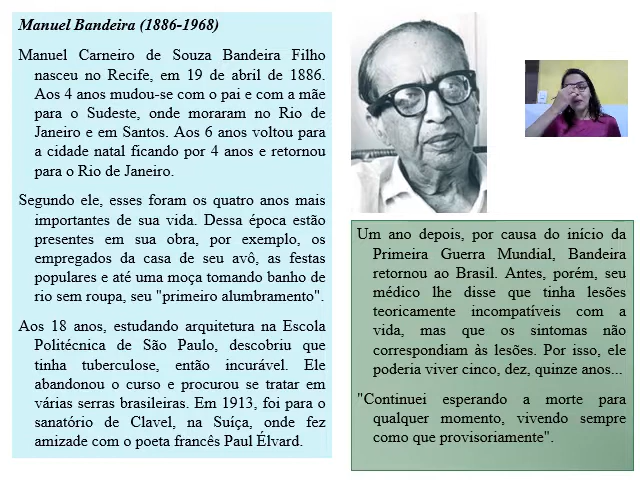 Manuel Bandeira (1886-1968)
Manuel Carneiro de Souza Bandeira Filho
nasceu no Recife, em 19 de abril de 1886.
Aos 4 anos mudou-se com o pai e com a mãe
para o Sudeste, onde moraram no Rio de
Janeiro e em Santos. Aos 6 anos voltou para
a cidade natal ficando por 4 anos e retornou
para o Rio de Janeiro.
Segundo ele, esses foram os quatro anos mais
importantes de sua vida. Dessa época estão
presentes em sua obra, por exemplo, os
empregados da casa de seu avô, as festas
populares e até uma moça tomando banho de
rio sem roupa, seu "primeiro alumbramento".
Aos 18 anos, estudando arquitetura na Escola
Politécnica de São Paulo, descobriu que
tinha tuberculose, então incurável. Ele
abandonou o curso e procurou se tratar em
várias serras brasileiras. Em 1913, foi para o
sanatório de Clavel, na Suíça, onde fez
amizade com o poeta francês Paul Élvard.
Um ano depois, por causa do início da
Primeira Guerra Mundial, Bandeira
retornou ao Brasil. Antes, porém, seu
médico lhe disse que tinha lesões
teoricamente incompatíveis com a
vida, mas que os sintomas não
correspondiam às lesões. Por isso, ele
poderia viver cinco, dez, quinze anos...
"Continuei esperando a morte para
qualquer momento, vivendo sempre
como que provisoriamente".